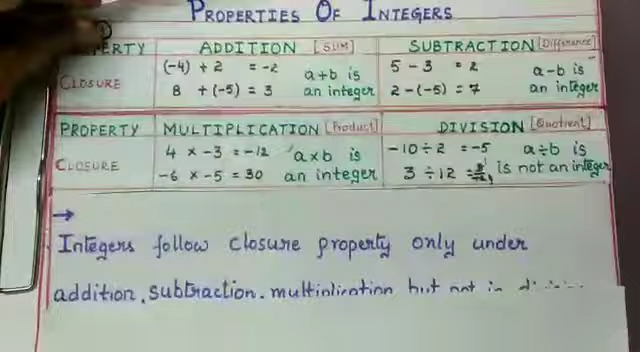 PROPERTIES OF INTEGERS
PROPERTY ADDITION [SUM] SUBTRACTION [Difference]
CLOSURE (-4) + 2 = -2 a+b is 5 - 3 = 2 a-b is
8 + (-5) = 3 an integer 2 - (-5) = 7 an integer
PROPERTY MULTIPLICATION [Product] DIVISION [Quotient]
CLOSURE 4 × -3 = -12 a×b is -10 ÷ 2 = -5 a÷b is
-6 × -5 = 30 an integer 3 ÷ 12 = is not an integer
→
Integers follow closure property only under
addition, subtraction, multiplication but not in